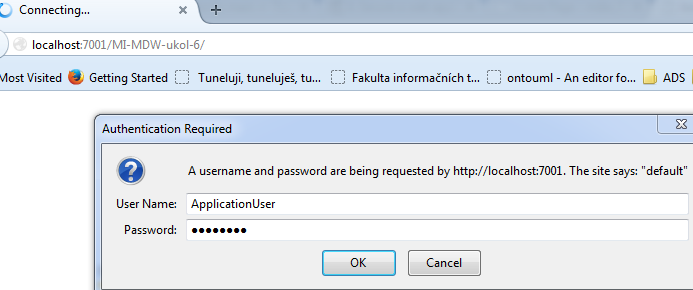 Connecting...
localhost:7001/MI-MDW-ukol-6/
Most Visited Getting Started Tuneluji, tuneluješ, tu... Fakulta informačních t... ontouml - An editor fo... ADS
Authentication Required
A username and password are being requested by http://localhost:7001. The site says: "default"
User Name: ApplicationUser
Password: ●●●●●●●●
OK Cancel